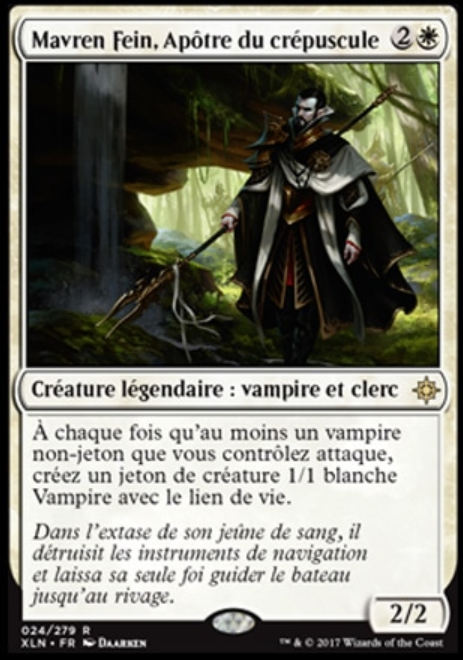 Mavren Fein, Apôtre du crépuscule 2
Créature légendaire : vampire et clerc
À chaque fois qu'au moins un vampire
non-jeton que vous contrôlez attaque,
créez un jeton de créature 1/1 blanche
Vampire avec le lien de vie.
Dans l'extase de son jeûne de sang, il
détruisit les instruments de navigation
et laissa sa seule foi guider le bateau
jusqu'au rivage.
2/2
024/279 R
XLN • FR Daarken
™ & © 2017 Wizards of the Coast